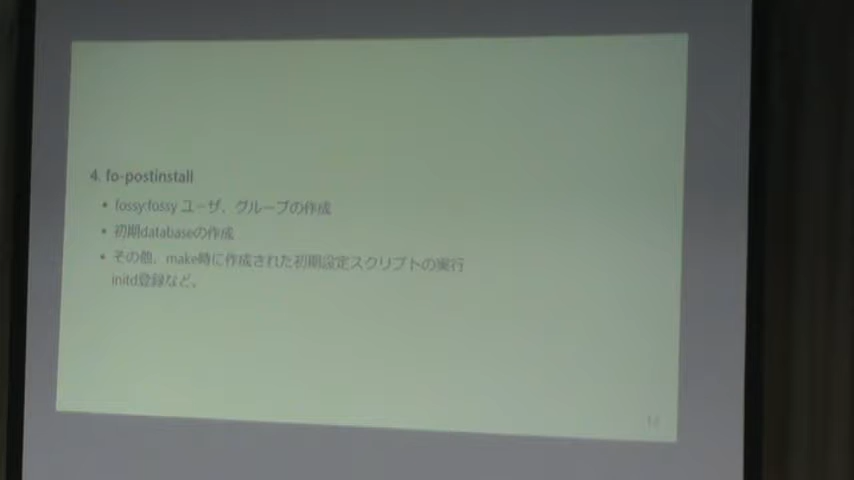 4. fo-postinstall
• fossy:fossy ユーザ、グループの作成
• 初期databaseの作成
• その他、make時に作成された初期設定スクリプトの実行
initd登録など。